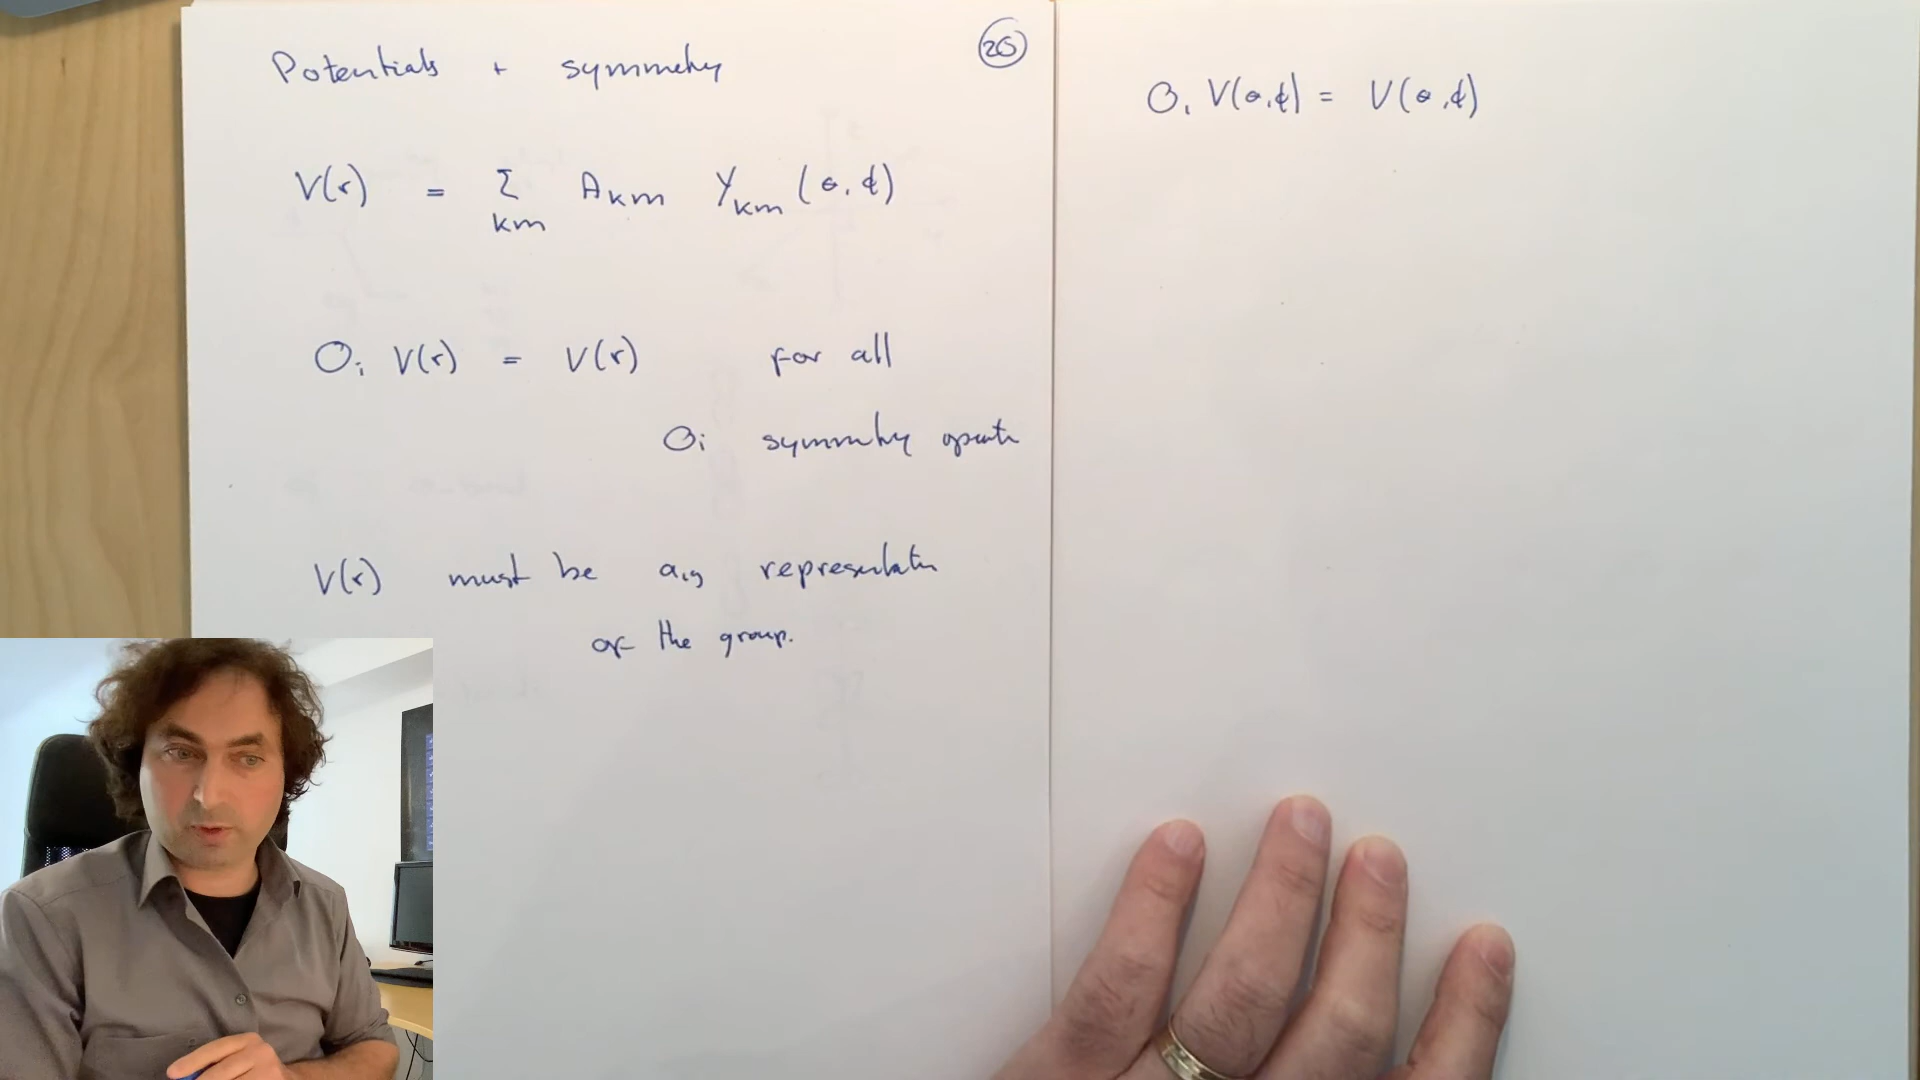 Potentials + symmetry
20
V(r) = Σ A_km Y_km (θ, ϕ)
km
O_i V(r) = V(r) for all
O_i symmetry operation
V(r) must be a_1g representation
of the group.
O_i V(θ,ϕ) = V(θ,ϕ)